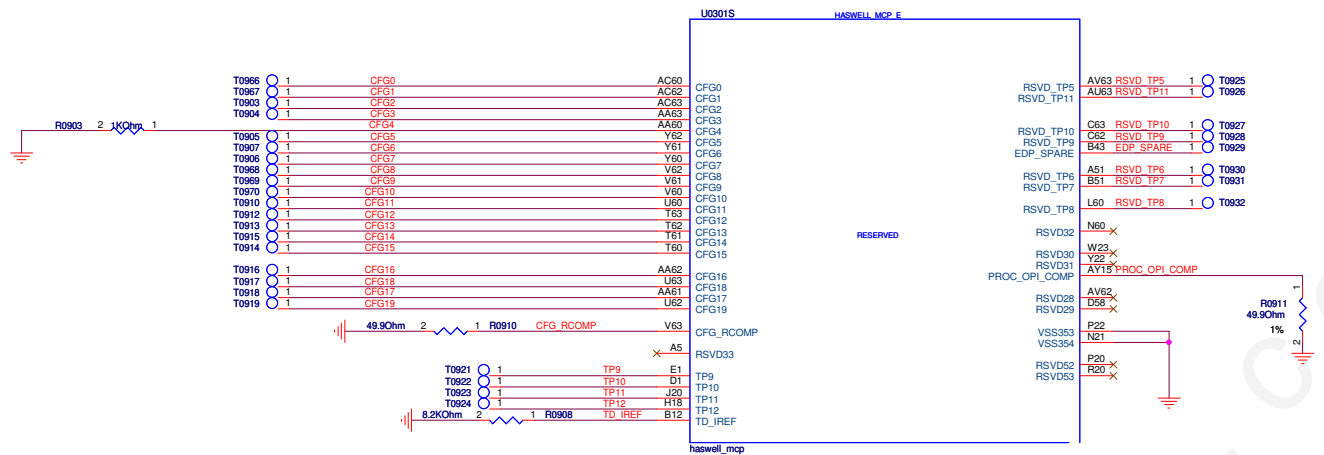 U0301S HASWELL_MCP_E
T0966 1 CFG0 AC60 CFG0 RSVD_TP5 AV63 RSVD_TP5 1 T0925
T0967 1 CFG1 AC62 CFG1 RSVD_TP11 AU63 RSVD_TP11 1 T0926
T0903 1 CFG2 AC63 CFG2
T0904 1 CFG3 AA63 CFG3
R0903 2 1KOhm 1 CFG4 AA60 CFG4 RSVD_TP10 C63 RSVD_TP10 1 T0927
T0905 1 CFG5 Y62 CFG5 RSVD_TP9 C62 RSVD_TP9 1 T0928
T0907 1 CFG6 Y61 CFG6 EDP_SPARE B43 EDP_SPARE 1 T0929
T0906 1 CFG7 Y60 CFG7
T0968 1 CFG8 V62 CFG8 RSVD_TP6 A51 RSVD_TP6 1 T0930
T0969 1 CFG9 V61 CFG9 RSVD_TP7 B51 RSVD_TP7 1 T0931
T0970 1 CFG10 V60 CFG10
T0910 1 CFG11 U60 CFG11 RSVD_TP8 L60 RSVD_TP8 1 T0932
T0912 1 CFG12 T63 CFG12
T0913 1 CFG13 T62 CFG13 RSVD32 N60
T0915 1 CFG14 T61 CFG14 RESERVED
T0914 1 CFG15 T60 CFG15 RSVD30 W23
RSVD31 Y22
T0916 1 CFG16 AA62 CFG16 PROC_OPI_COMP AY15 PROC_OPI_COMP
T0917 1 CFG18 U63 CFG18
T0918 1 CFG17 AA61 CFG17 RSVD28 AV62 1
T0919 1 CFG19 U62 CFG19 RSVD29 D58 R0911
49.9Ohm
49.9Ohm 2 1 R0910 CFG_RCOMP V63 CFG_RCOMP VSS353 P22 1%
VSS354 N21 2
A5 RSVD33
RSVD52 P20
T0921 1 TP9 E1 TP9 RSVD53 R20
T0922 1 TP10 D1 TP10
T0923 1 TP11 J20 TP11
T0924 1 TP12 H18 TP12
8.2KOhm 2 1 R0908 TD_IREF B12 TD_IREF
haswell_mcp